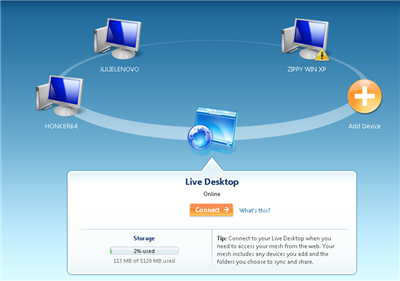 JULIELENOVO
ZIPPY WIN XP
HONKER64
Add Device
Live Desktop
Online
Connect
What's this?
Storage
2% used
113 MB of 5120 MB used
Tip: Connect to your Live Desktop when you
need to access your mesh from the web. Your
mesh includes any devices you add and the
folders you choose to sync and share.